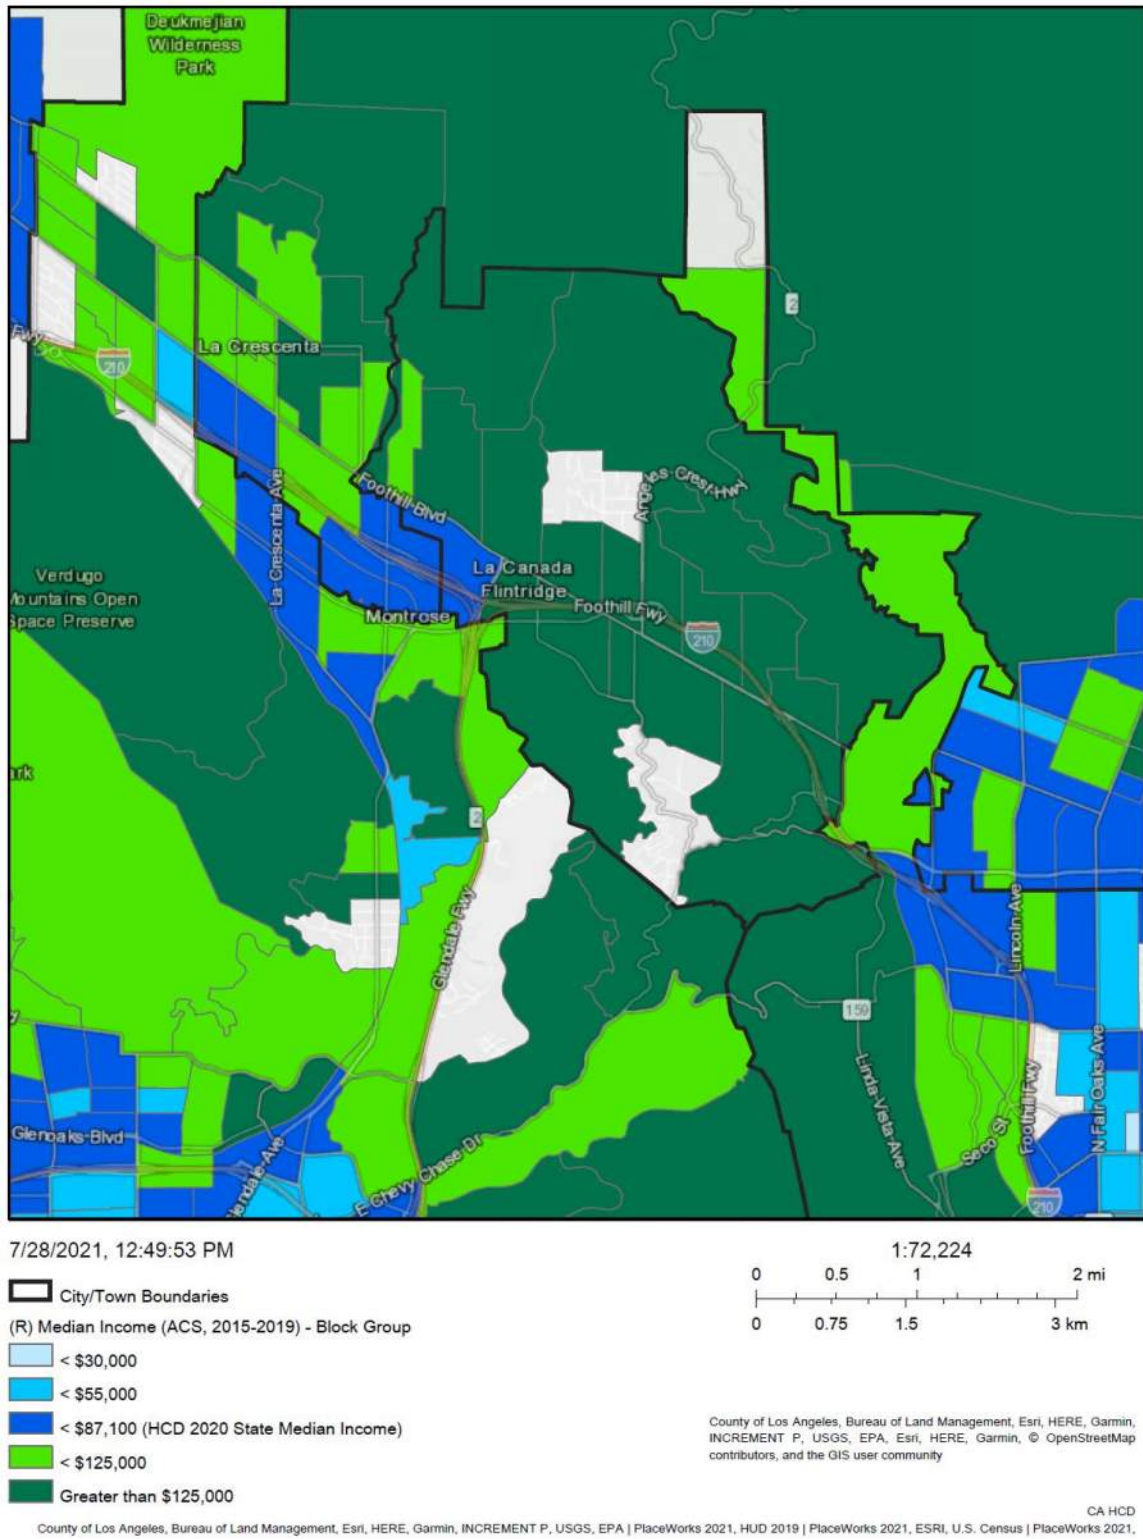 Deukmejian
Wilderness
Park
2
Fwy
210
La Crescenta
Foothill Blvd
Angeles Crest Hwy
La Crescenta Ave
Verdugo
Mountains Open
Space Preserve
La Canada
Flintridge
Montrose
Foothill Fwy
210
ark
2
Glendale Fwy
Lincoln Ave
159
Linda Vista Ave
Foothill Fwy
N Fair Oaks Ave
Seco St
Glenoaks Blvd
Glendale Ave
E Chevy Chase Dr
210
7/28/2021, 12:49:53 PM
1:72,224
0 0.5 1 2 mi
0 0.75 1.5 3 km
City/Town Boundaries
(R) Median Income (ACS, 2015-2019) - Block Group
< $30,000
< $55,000
< $87,100 (HCD 2020 State Median Income)
< $125,000
Greater than $125,000
County of Los Angeles, Bureau of Land Management, Esri, HERE, Garmin,
INCREMENT P, USGS, EPA, Esri, HERE, Garmin, © OpenStreetMap
contributors, and the GIS user community
CA HCD
County of Los Angeles, Bureau of Land Management, Esri, HERE, Garmin, INCREMENT P, USGS, EPA | PlaceWorks 2021, HUD 2019 | PlaceWorks 2021, ESRI, U.S. Census | PlaceWorks 2021,